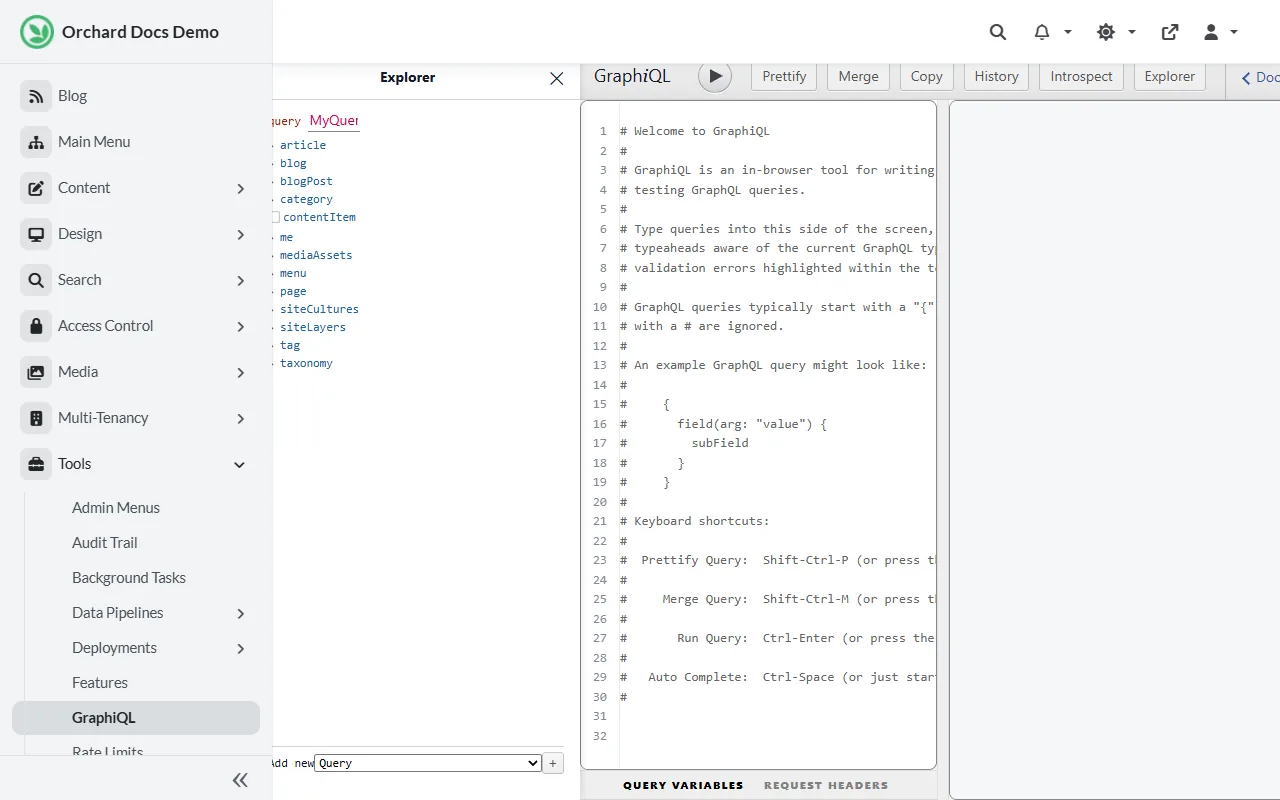 Orchard Docs Demo
Blog
Main Menu
Content
Design
Search
Access Control
Media
Multi-Tenancy
Tools
Admin Menus
Audit Trail
Background Tasks
Data Pipelines
Deployments
Features
GraphiQL
Rate Limits
Explorer
query MyQuer
article
blog
blogPost
category
contentItem
me
mediaAssets
menu
page
siteCultures
siteLayers
tag
taxonomy
Add new Query +
GraphiQL Prettify Merge Copy History Introspect Explorer Doc
1 # Welcome to GraphiQL
2 #
3 # GraphiQL is an in-browser tool for writing
4 # testing GraphQL queries.
5 #
6 # Type queries into this side of the screen,
7 # typeaheads aware of the current GraphQL typ
8 # validation errors highlighted within the te
9 #
10 # GraphQL queries typically start with a "{"
11 # with a # are ignored.
12 #
13 # An example GraphQL query might look like:
14 #
15 #     {
16 #       field(arg: "value") {
17 #         subField
18 #       }
19 #     }
20 #
21 # Keyboard shortcuts:
22 #
23 #  Prettify Query:  Shift-Ctrl-P (or press th
24 #
25 #     Merge Query:  Shift-Ctrl-M (or press th
26 #
27 #       Run Query:  Ctrl-Enter (or press the
28 #
29 #   Auto Complete:  Ctrl-Space (or just start
30 #
31
32
QUERY VARIABLES REQUEST HEADERS